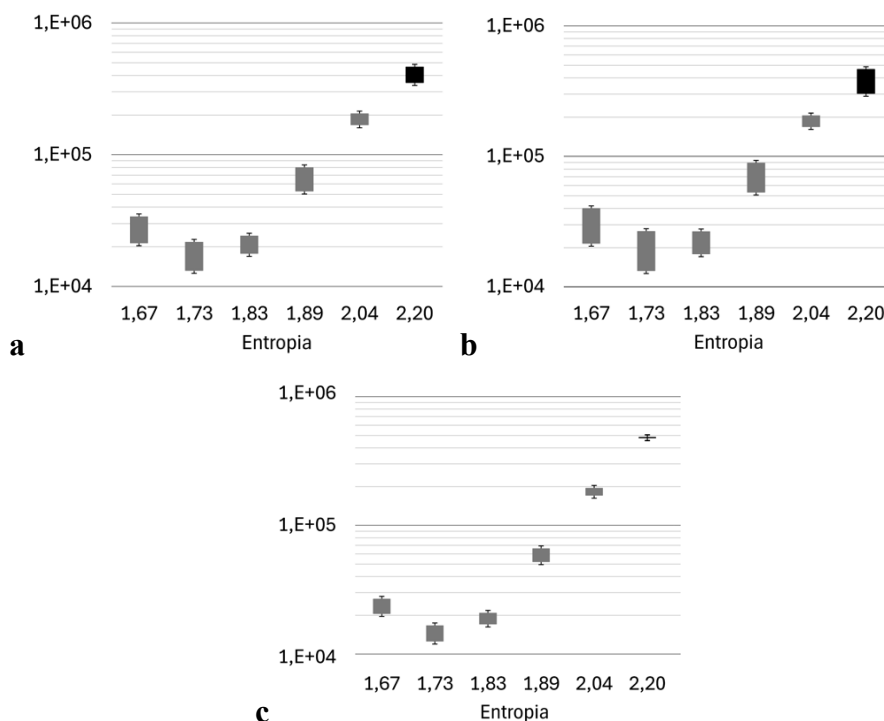 1,E+06
1,E+05
1,E+04
1,67 1,73 1,83 1,89 2,04 2,20
Entropia
a
1,E+06
1,E+05
1,E+04
1,67 1,73 1,83 1,89 2,04 2,20
Entropia
b
1,E+06
1,E+05
1,E+04
1,67 1,73 1,83 1,89 2,04 2,20
Entropia
c